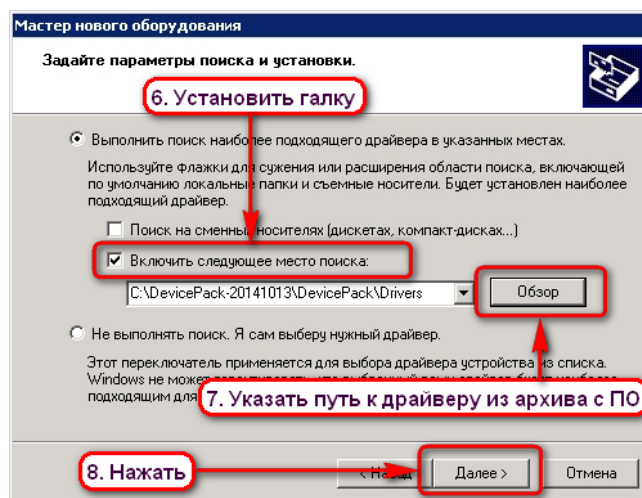 Мастер нового оборудования
Задайте параметры поиска и установки.
6. Установить галку
Выполнить поиск наиболее подходящего драйвера в указанных местах.
Используйте флажки для сужения или расширения области поиска, включающей
по умолчанию локальные папки и съемные носители. Будет установлен наиболее
подходящий драйвер.
Поиск на сменных носителях (дискетах, компакт-дисках...)
Включить следующее место поиска:
C:\DevicePack-20141013\DevicePack\Drivers
Обзор
Не выполнять поиск. Я сам выберу нужный драйвер.
Этот переключатель применяется для выбора драйвера устройства из списка.
Windows не может
подходящим для
7. Указать путь к драйверу из архива с ПО
8. Нажать
< Назад
Далее >
Отмена